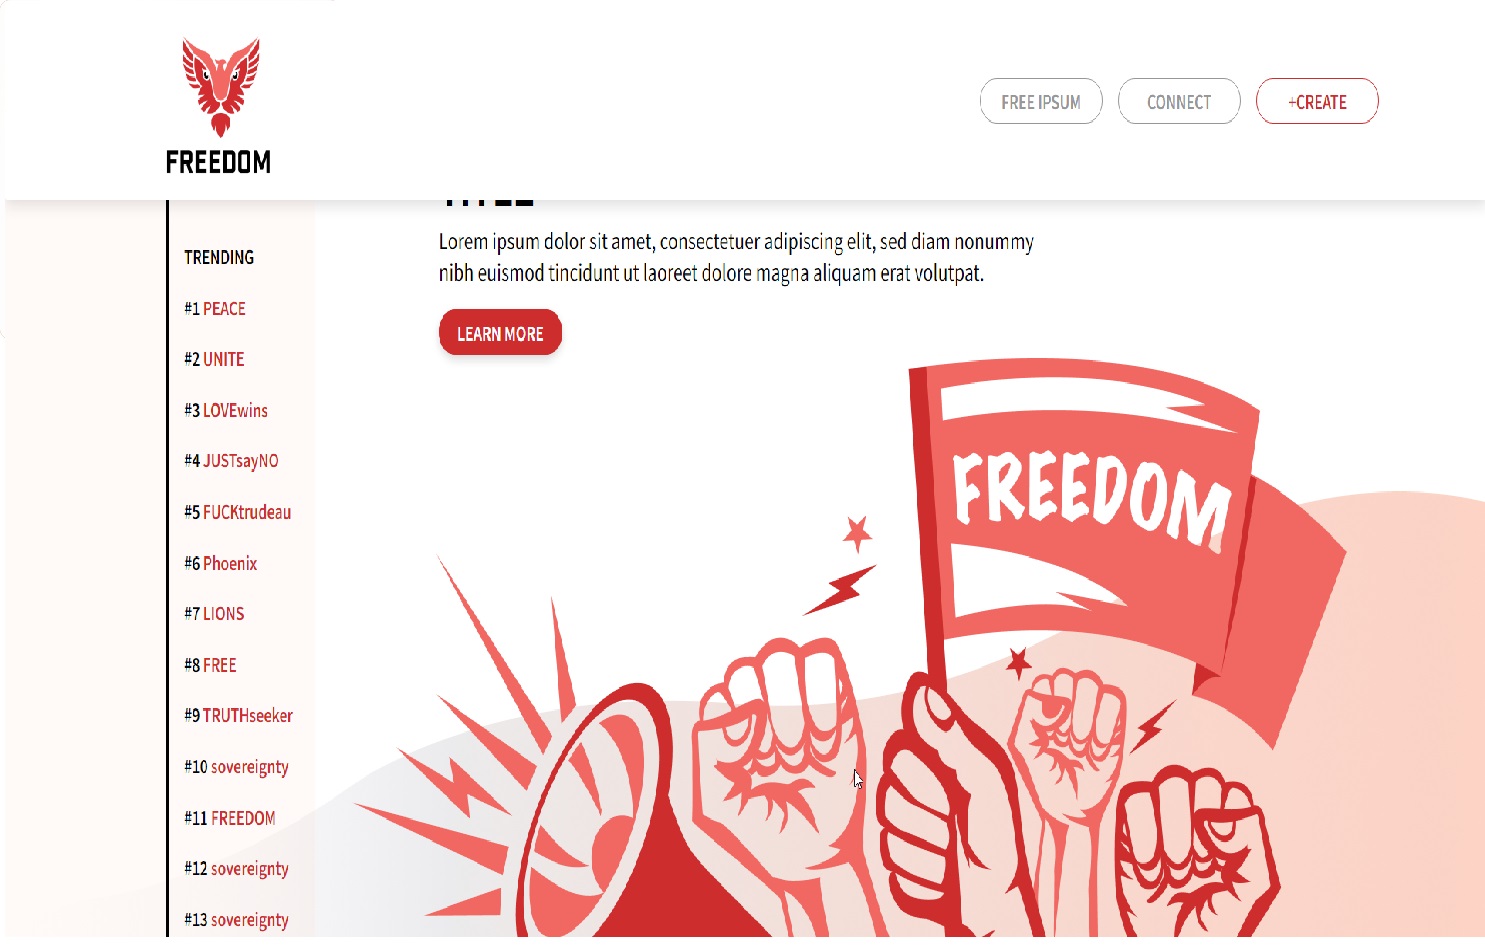 FREEDOM
FREE IPSUM
CONNECT
+CREATE
TRENDING
#1 PEACE
#2 UNITE
#3 LOVEwins
#4 JUSTsayNO
#5 FUCKtrudeau
#6 Phoenix
#7 LIONS
#8 FREE
#9 TRUTHseeker
#10 sovereignty
#11 FREEDOM
#12 sovereignty
#13 sovereignty
Lorem ipsum dolor sit amet, consectetuer adipiscing elit, sed diam nonummy
nibh euismod tincidunt ut laoreet dolore magna aliquam erat volutpat.
LEARN MORE
FREEDOM